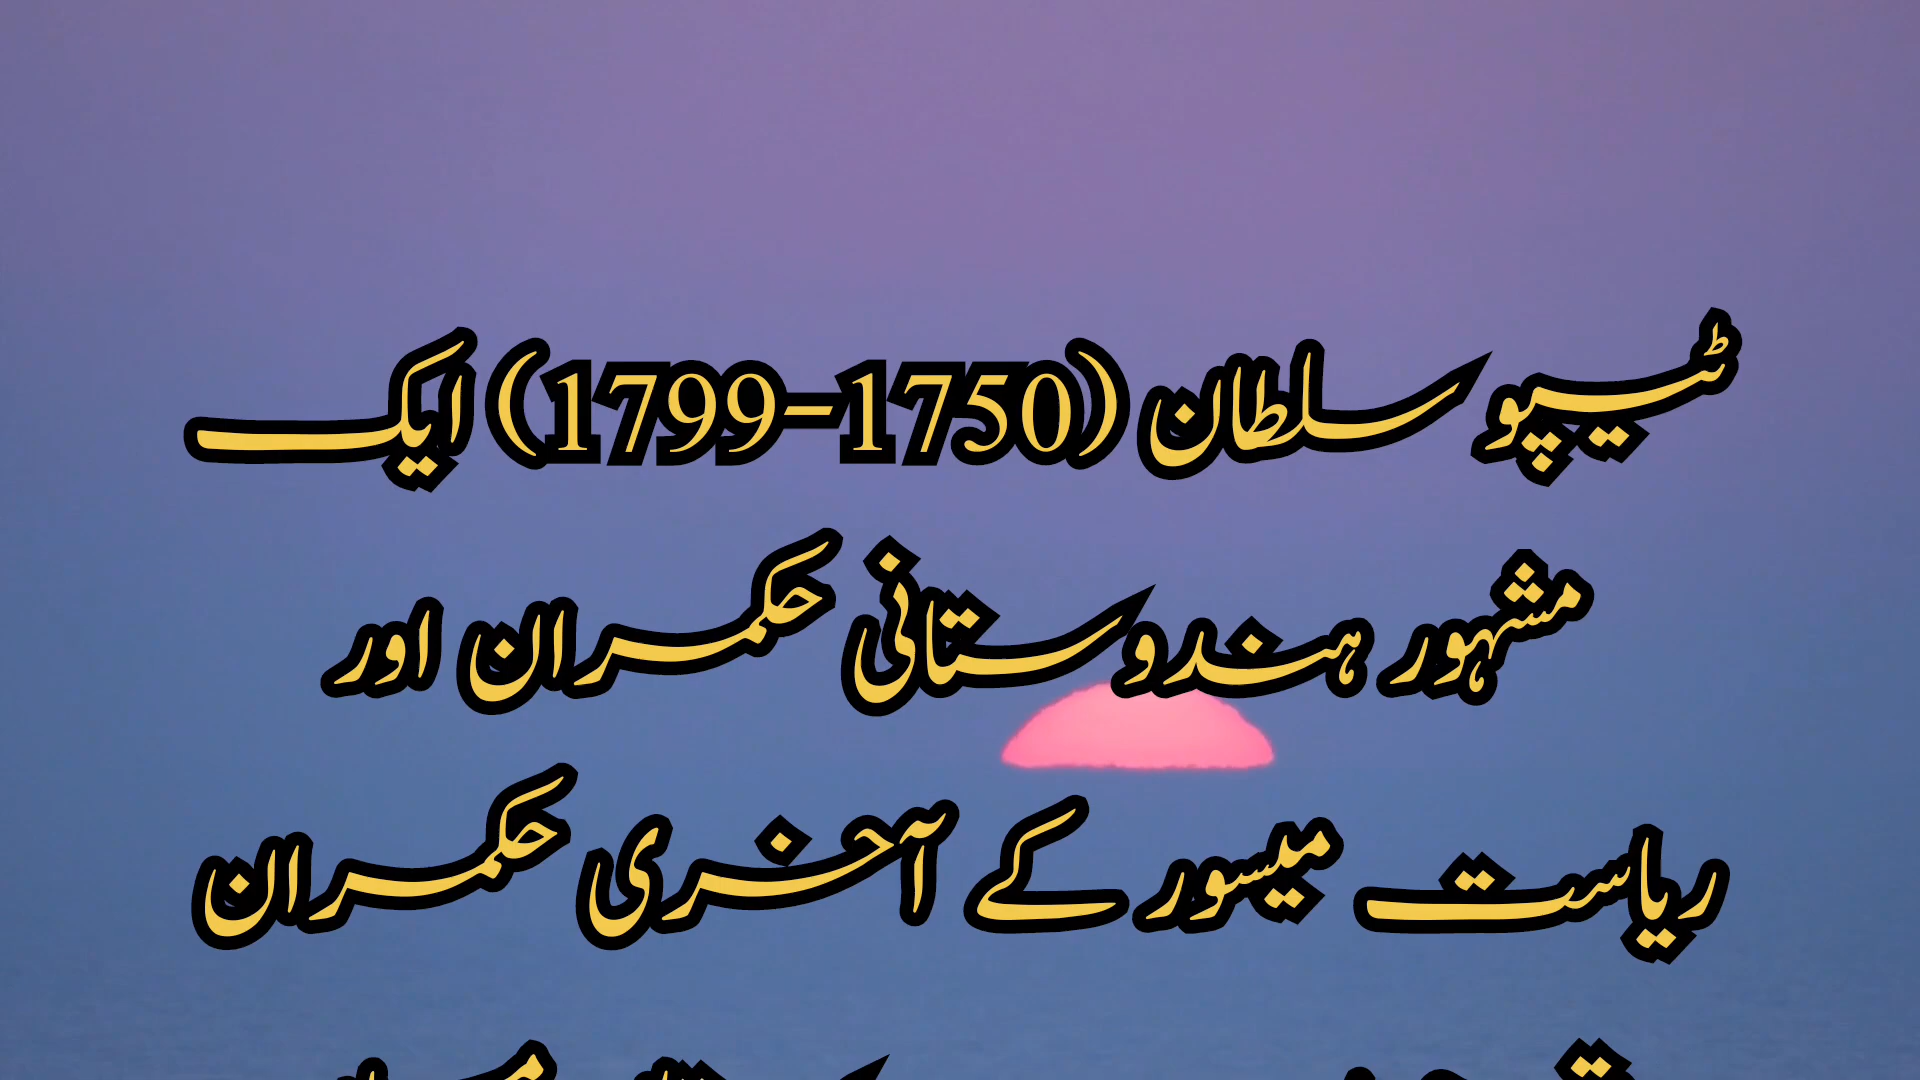 ٹیپو سلطان (1750–1799) ایک
مشہور ہندوستانی حکمران اور
ریاست میسور کے آخری حکمران